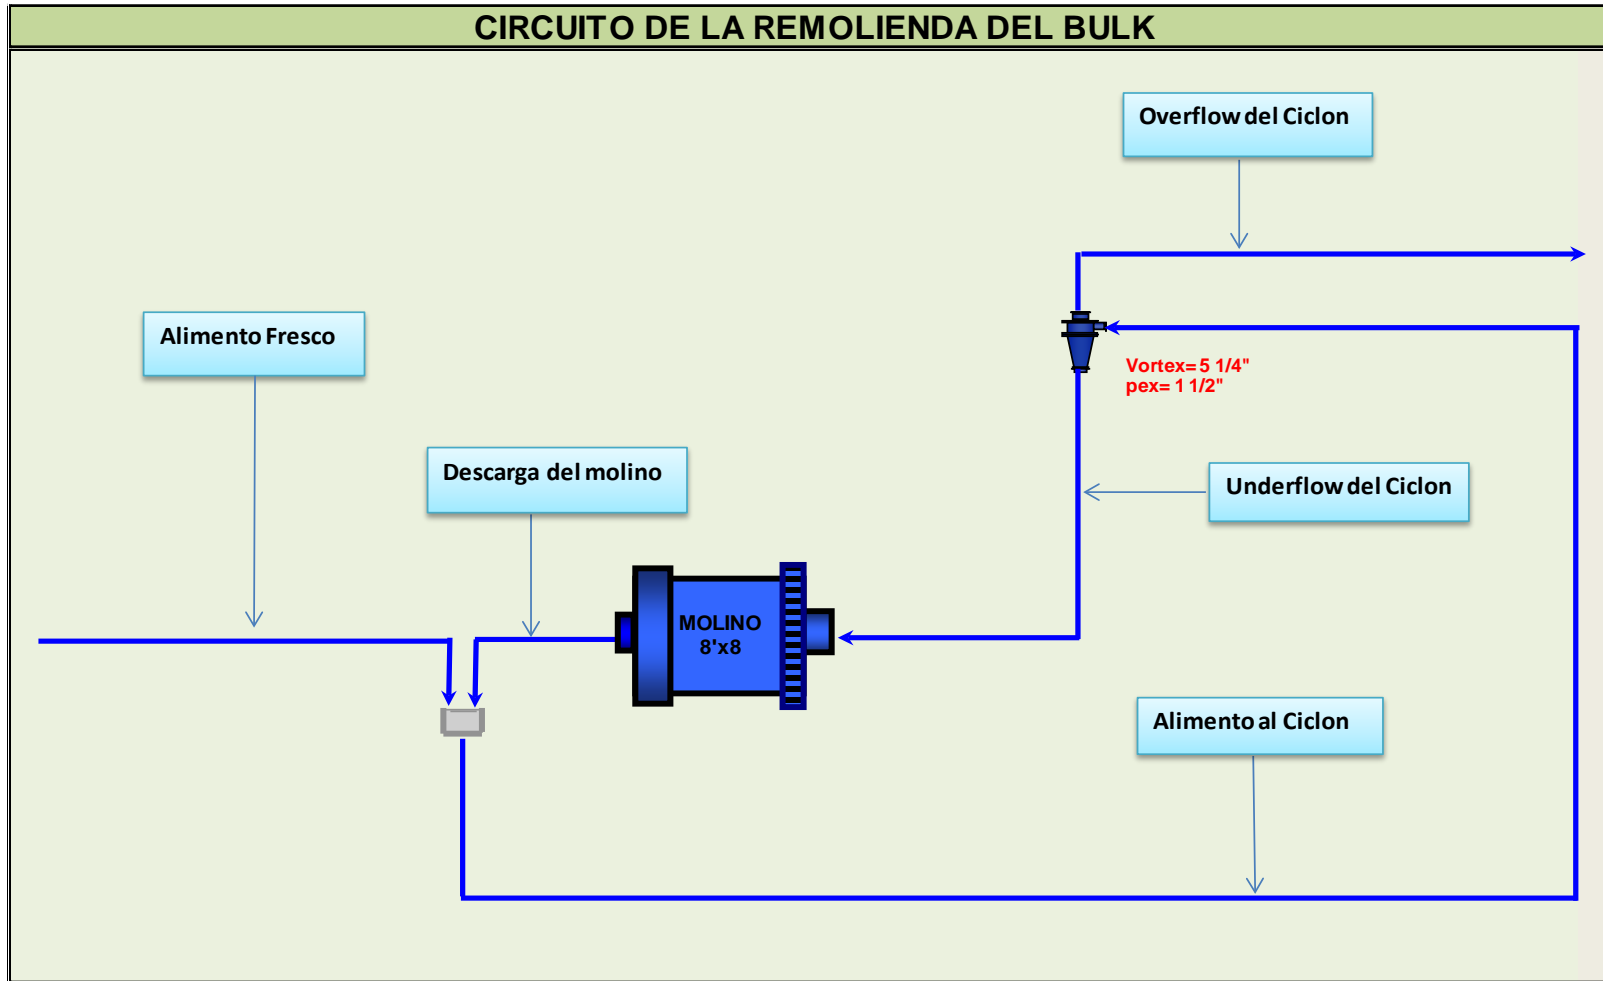 CIRCUITO DE LA REMOLIENDA DEL BULK
Overflow del Ciclon
Alimento Fresco
Vortex= 5 1/4"
pex= 1 1/2"
Descarga del molino
Underflow del Ciclon
MOLINO
8'x8
Alimento al Ciclon